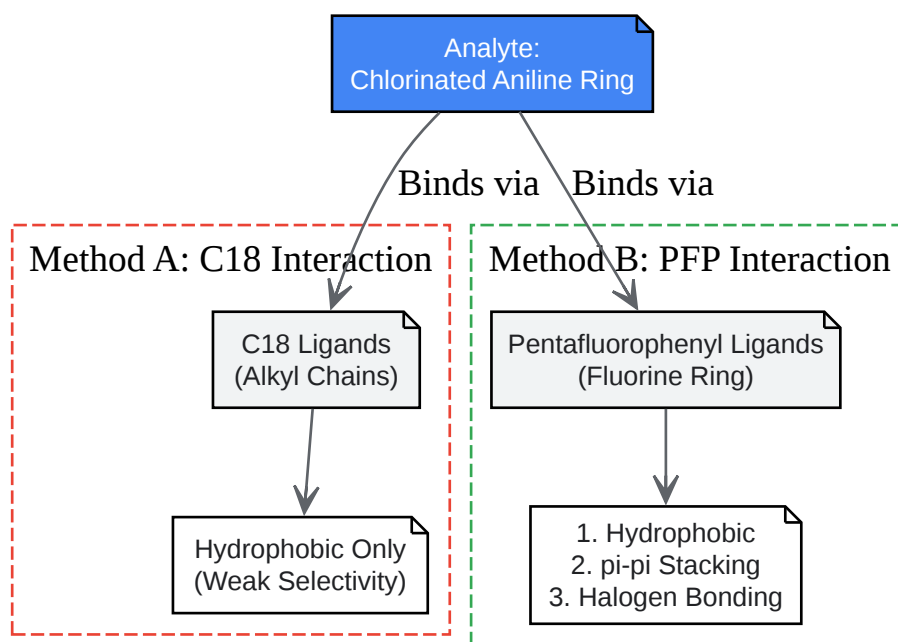 Analyte:
Chlorinated Aniline Ring
Binds via
Binds via
Method A: C18 Interaction
Method B: PFP Interaction
C18 Ligands
(Alkyl Chains)
Pentafluorophenyl Ligands
(Fluorine Ring)
Hydrophobic Only
(Weak Selectivity)
1. Hydrophobic
2. pi-pi Stacking
3. Halogen Bonding